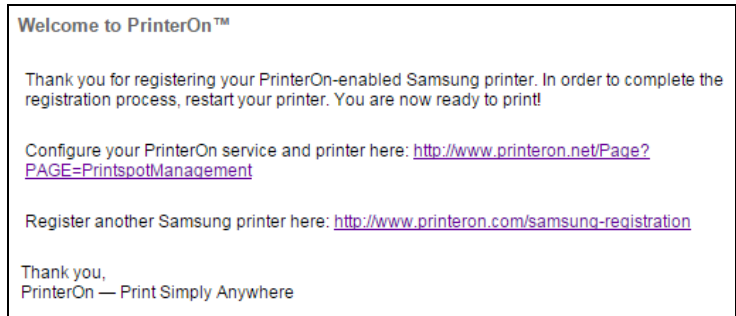 Welcome to PrinterOn™
Thank you for registering your PrinterOn-enabled Samsung printer. In order to complete the
registration process, restart your printer. You are now ready to print!
Configure your PrinterOn service and printer here: http://www.printeron.net/Page?
PAGE=PrintspotManagement
Register another Samsung printer here: http://www.printeron.com/samsung-registration
Thank you,
PrinterOn — Print Simply Anywhere